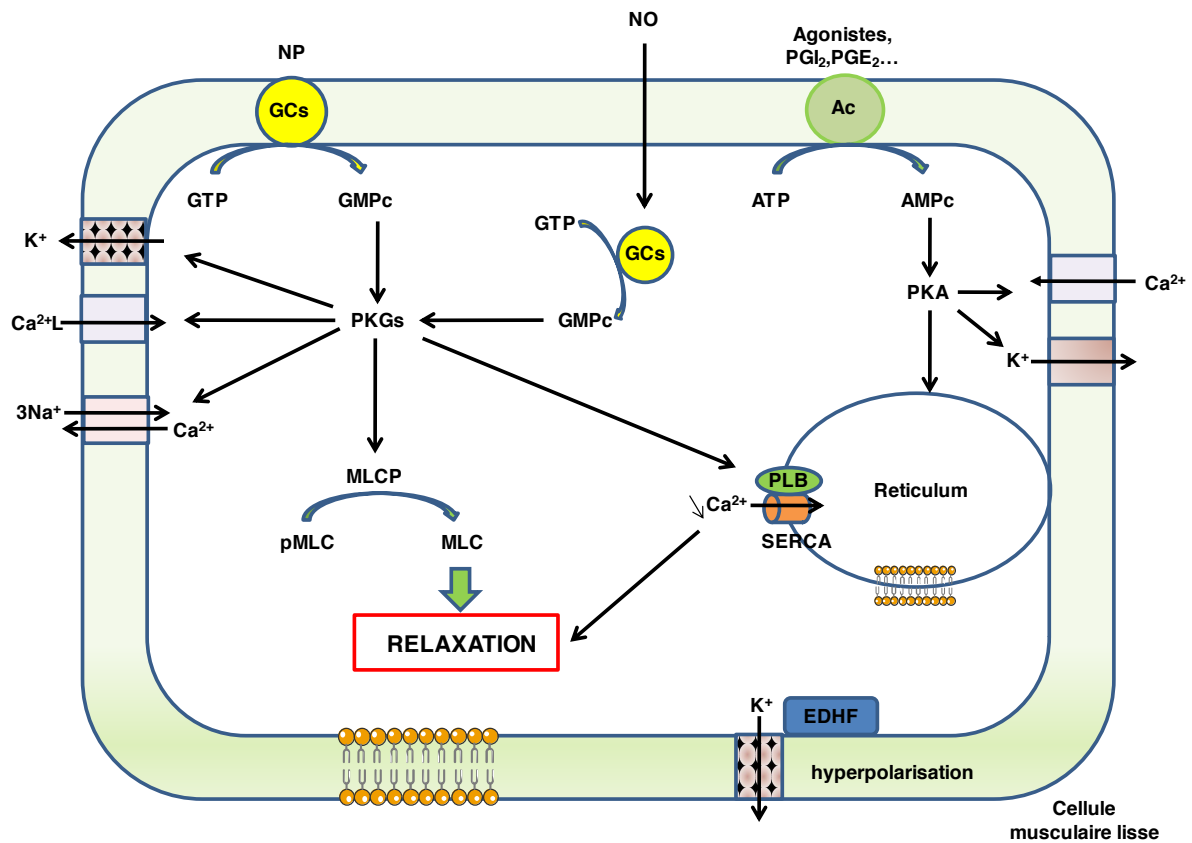 NO
Agonistes,
PGI₂,PGE₂…
NP
GCs
Ac
GTP
GMPc
ATP
AMPc
GTP
GCs
K⁺
PKA
Ca²⁺
Ca²⁺L
PKGs
GMPc
K⁺
3Na⁺
Ca²⁺
MLCP
PLB
Reticulum
Ca²⁺
pMLC
MLC
SERCA
RELAXATION
K⁺
EDHF
hyperpolarisation
Cellule
musculaire lisse